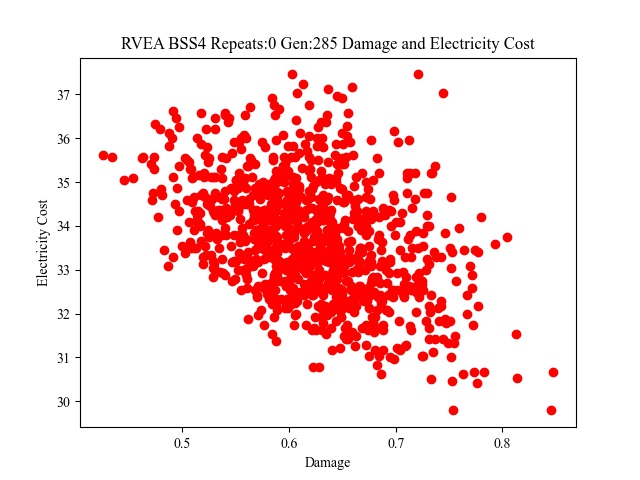 RVEA BSS4 Repeats:0 Gen:285 Damage and Electricity Cost
37
36
35
34
33
32
31
30
Electricity Cost
0.5 0.6 0.7 0.8
Damage